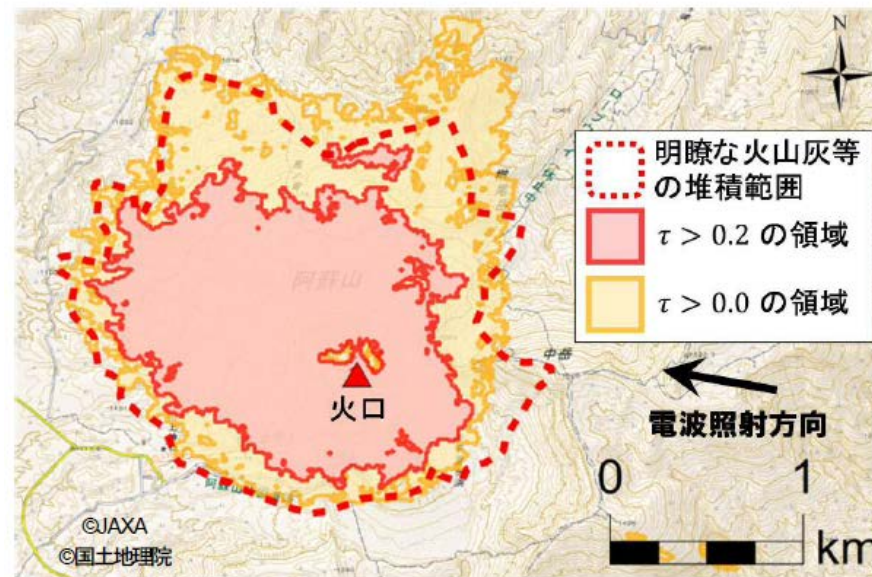 N
明瞭な火山灰等
の堆積範囲
τ > 0.2 の領域
τ > 0.0 の領域
阿蘇山
中岳
火口
電波照射方向
0 1
km
©JAXA
©国土地理院